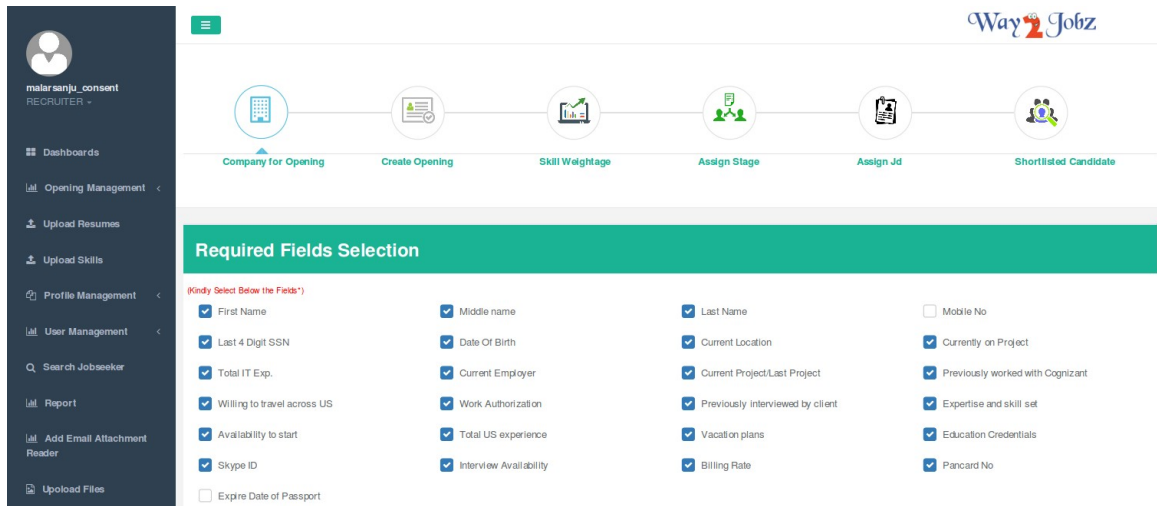 Way 2 Jobz
malarsanju_consent
RECRUITER
Dashboards
Opening Management
Upload Resumes
Upload Skills
Profile Management
User Management
Search Jobseeker
Report
Add Email Attachment
Reader
Upoload Files
Company for Opening Create Opening Skill Weightage Assign Stage Assign Jd Shortlisted Candidate
Required Fields Selection
(Kindly Select Below the Fields*)
First Name Middle name Last Name Mobile No
Last 4 Digit SSN Date Of Birth Current Location Currently on Project
Total IT Exp. Current Employer Current Project/Last Project Previously worked with Cognizant
Willing to travel across US Work Authorization Previously interviewed by client Expertise and skill set
Availability to start Total US experience Vacation plans Education Credentials
Skype ID Interview Availability Billing Rate Pancard No
Expire Date of Passport